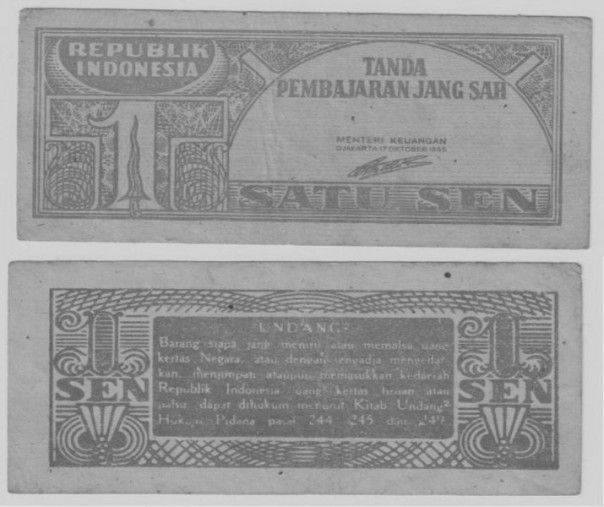 REPUBLIK
INDONESIA
1
TANDA
PEMBAJARAN JANG SAH
MENTERI KEUANGAN
DJAKARTA 17 OKTOBER 1945
SATU SEN
1
SEN
UNDANG²
Barang siapa jang meniru atau memalsu uang
kertas Negara, atau dengan sengadja mengedar
kan, menjimpan ataupun memasukkan kedaerah
Republik Indonesia uang kertas tiruan atau
palsu, dapat dihukum menurut Kitab Undang²
Hukum Pidana pasal 244, 245 dan 249.
1
SEN